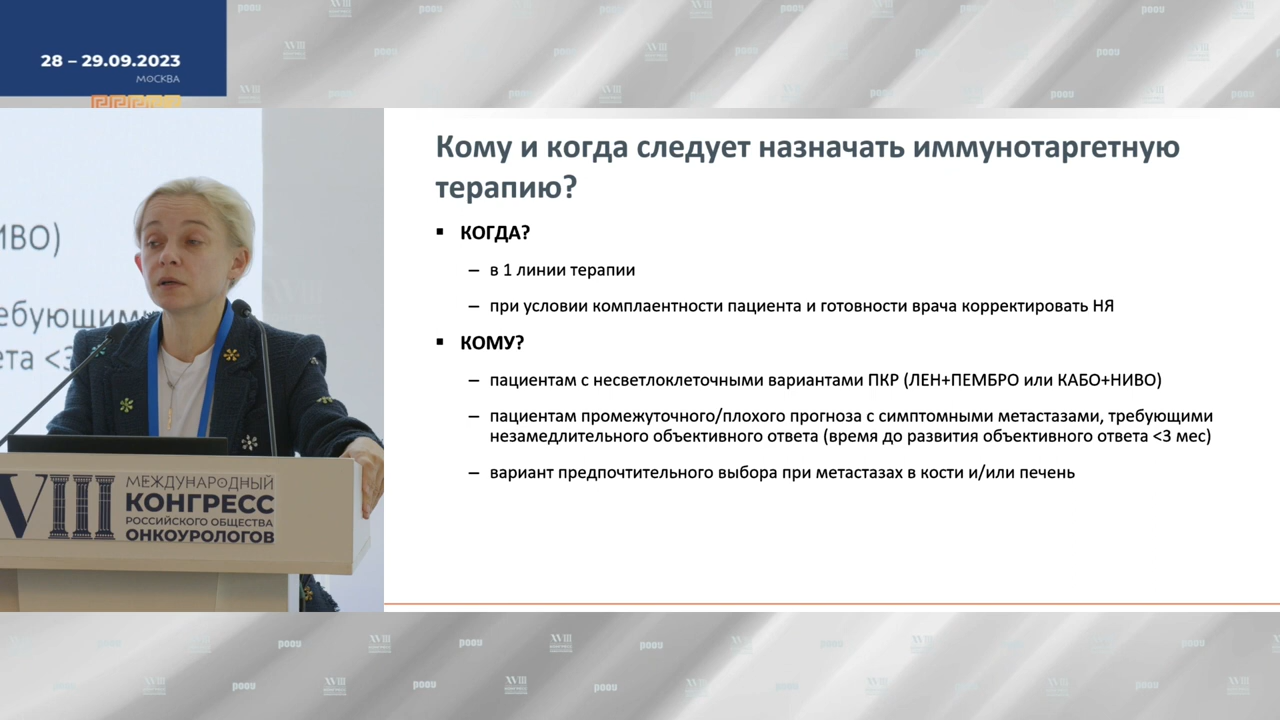 28 – 29.09.2023
МОСКВА
ИВО)
ебующими
ета <3
VIII
МЕЖДУНАРОДНЫЙ
КОНГРЕСС
РОССИЙСКОГО ОБЩЕСТВА
ОНКОУРОЛОГОВ
Кому и когда следует назначать иммунотаргетную
терапию?
▪ КОГДА?
– в 1 линии терапии
– при условии комплаентности пациента и готовности врача корректировать НЯ
▪ КОМУ?
– пациентам с несветлоклеточными вариантами ПКР (ЛЕН+ПЕМБРО или КАБО+НИВО)
– пациентам промежуточного/плохого прогноза с симптомными метастазами, требующими
незамедлительного объективного ответа (время до развития объективного ответа <3 мес)
– вариант предпочтительного выбора при метастазах в кости и/или печень